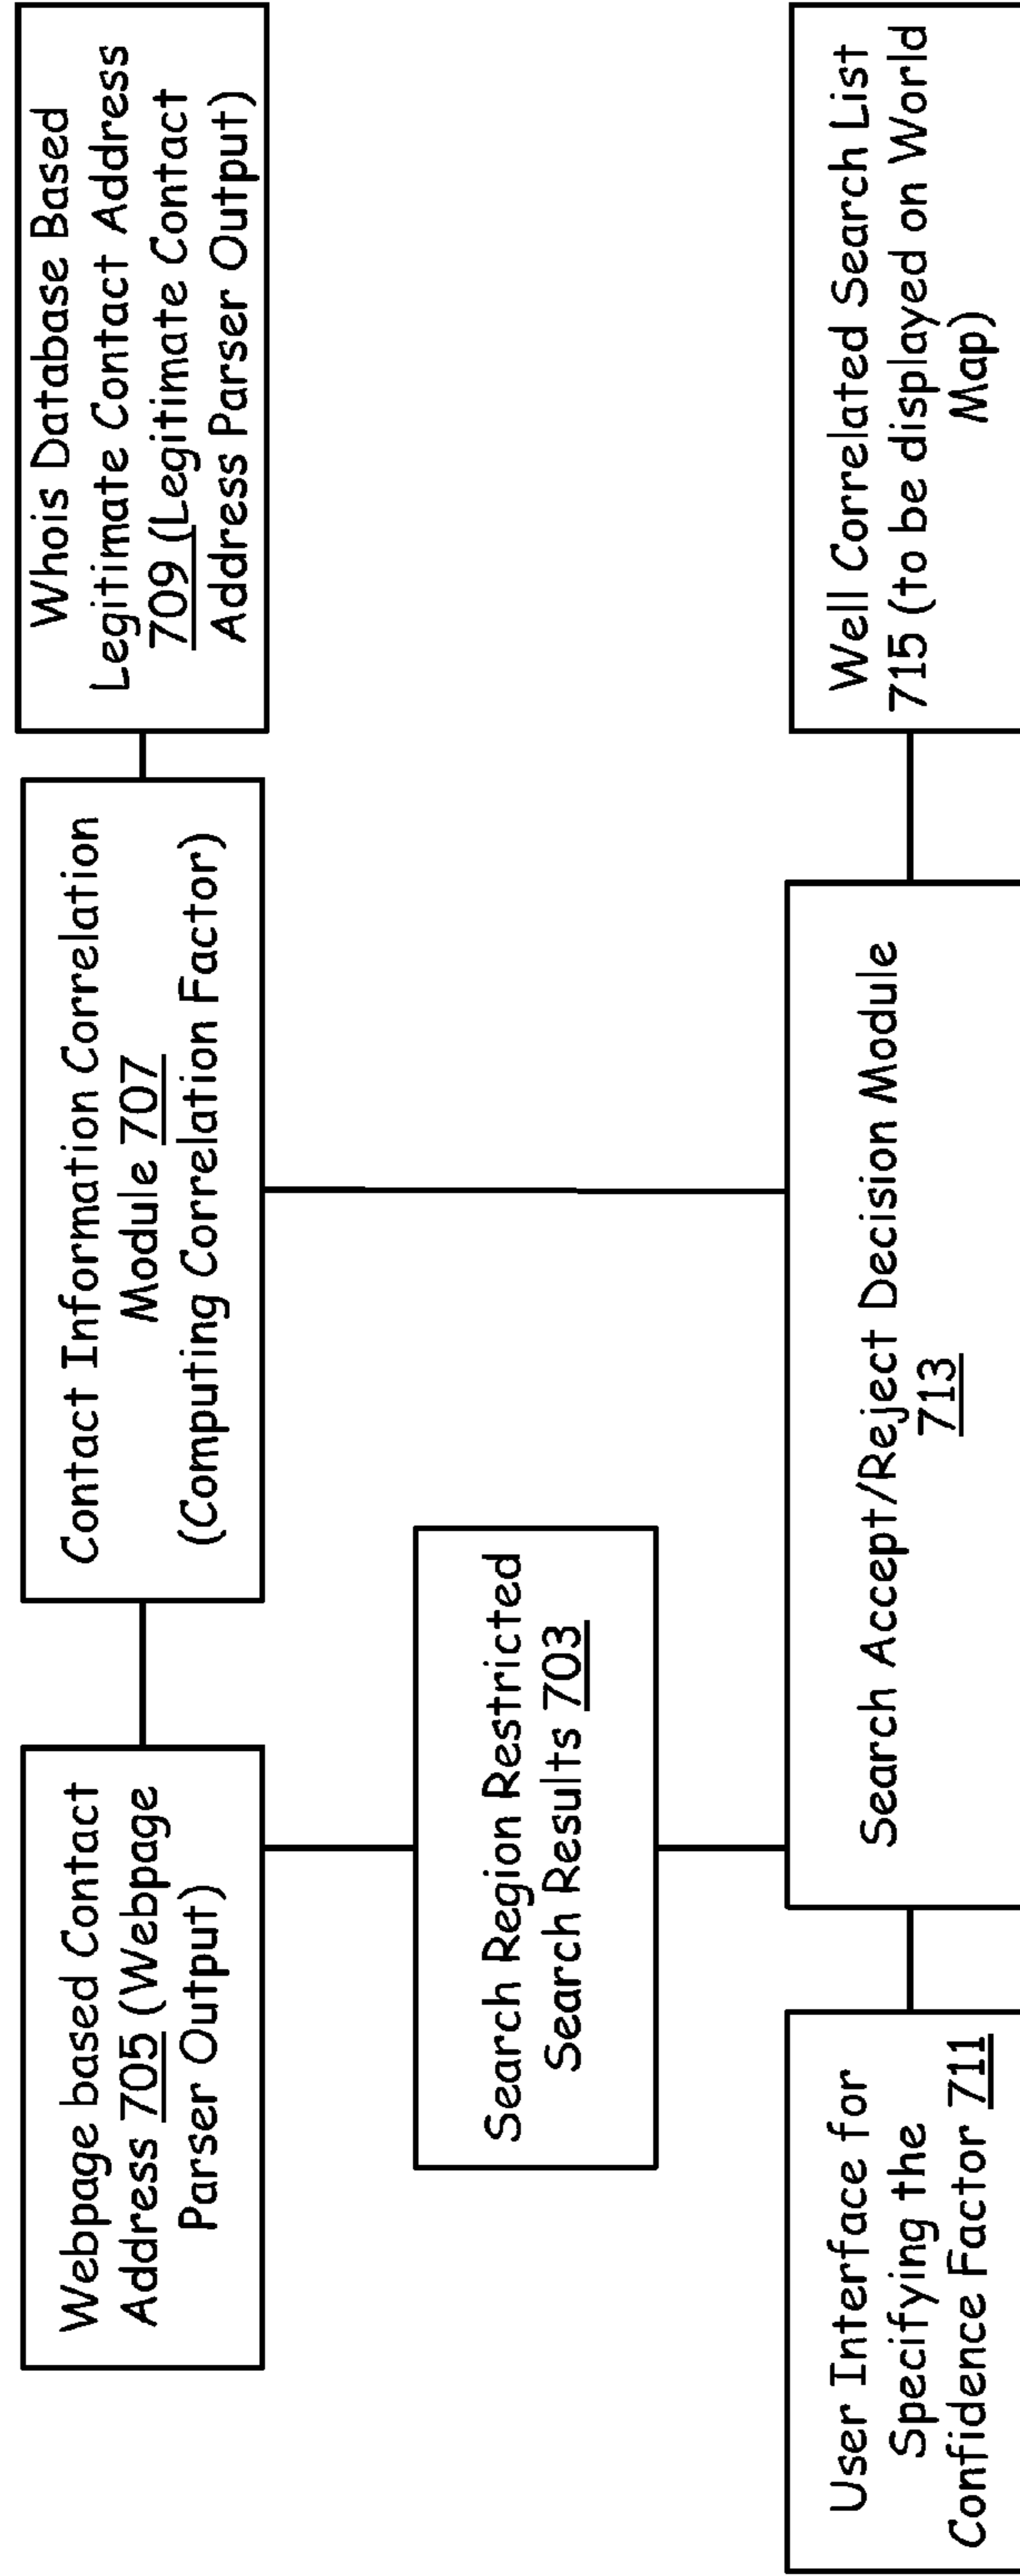 Webpage based Contact
Address 705 (Webpage
Parser Output)
Contact Information Correlation
Module 707
(Computing Correlation Factor)
Whois Database Based
Legitimate Contact Address
709 (Legitimate Contact
Address Parser Output)
Search Region Restricted
Search Results 703
User Interface for
Specifying the
Confidence Factor 711
Search Accept/Reject Decision Module
713
Well Correlated Search List
715 (to be displayed on World
Map)